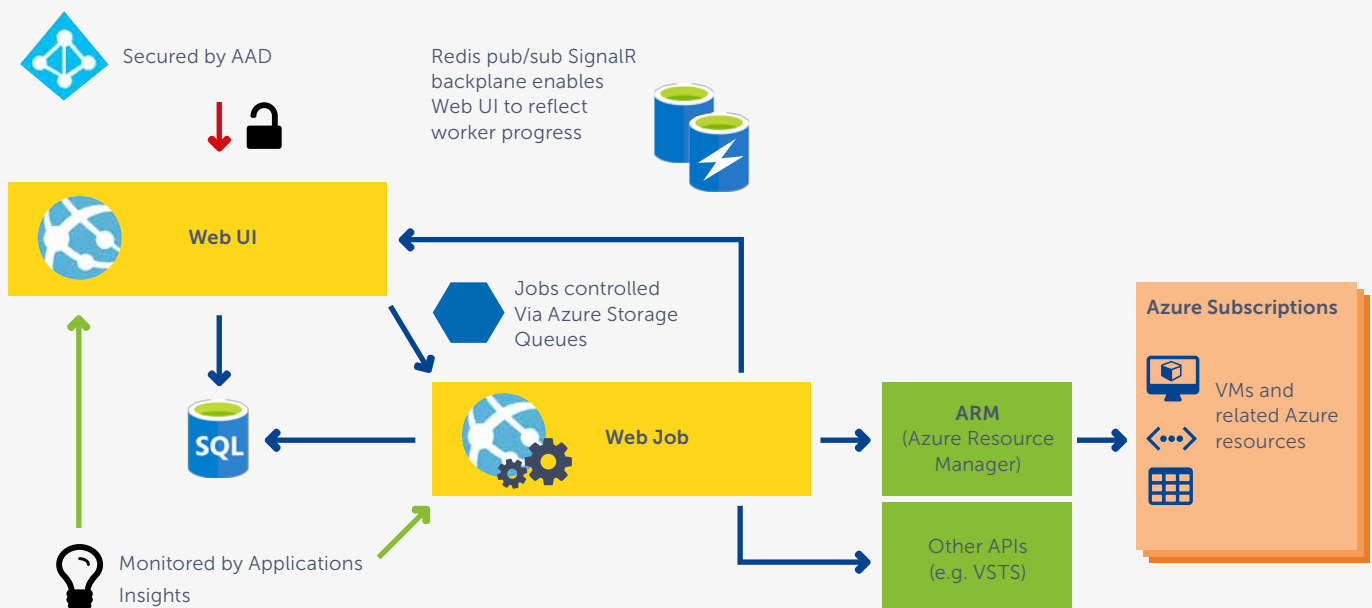 Secured by AAD
Redis pub/sub SignalR
backplane enables
Web UI to reflect
worker progress
Web UI
Jobs controlled
Via Azure Storage
Queues
Azure Subscriptions
VMs and
related Azure
resources
SQL
Web Job
ARM
(Azure Resource
Manager)
Other APIs
(e.g. VSTS)
Monitored by Applications
Insights